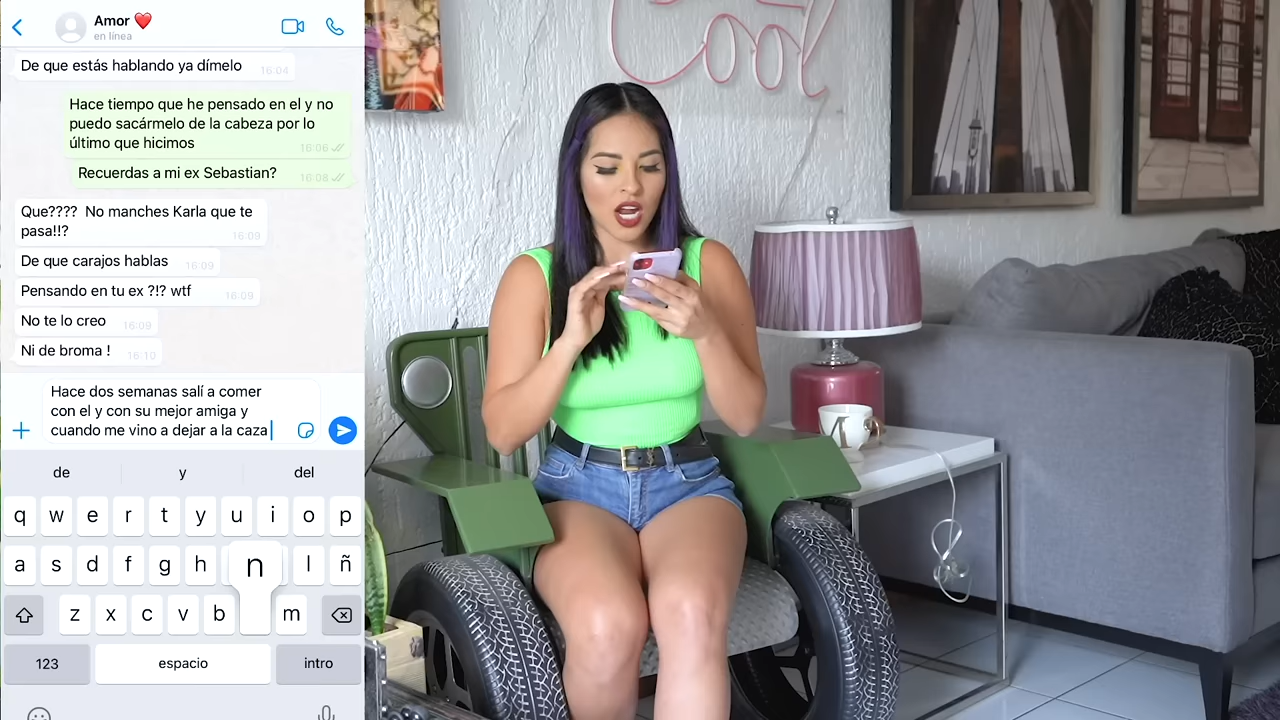 Amor ❤️
en línea
De que estás hablando ya dímelo
16:04
Hace tiempo que he pensado en el y no
puedo sacármelo de la cabeza por lo
último que hicimos
16:06
Recuerdas a mi ex Sebastian?
16:08
Que???? No manches Karla que te
pasa!!?
16:09
De que carajos hablas
16:09
Pensando en tu ex ?!? wtf
16:09
No te lo creo
16:09
Ni de broma !
16:10
Hace dos semanas salí a comer
con el y con su mejor amiga y
cuando me vino a dejar a la caza
de y del
q w e r t y u i o p
a s d f g h n l ñ
z x c v b m
123 espacio intro
Cool